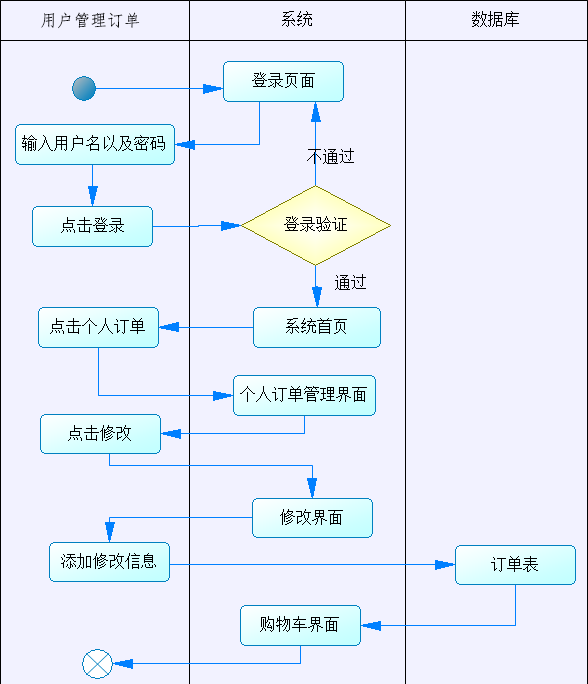 用户管理订单
系统
数据库
登录页面
输入用户名以及密码
不通过
点击登录
登录验证
通过
点击个人订单
系统首页
个人订单管理界面
点击修改
修改界面
添加修改信息
订单表
购物车界面